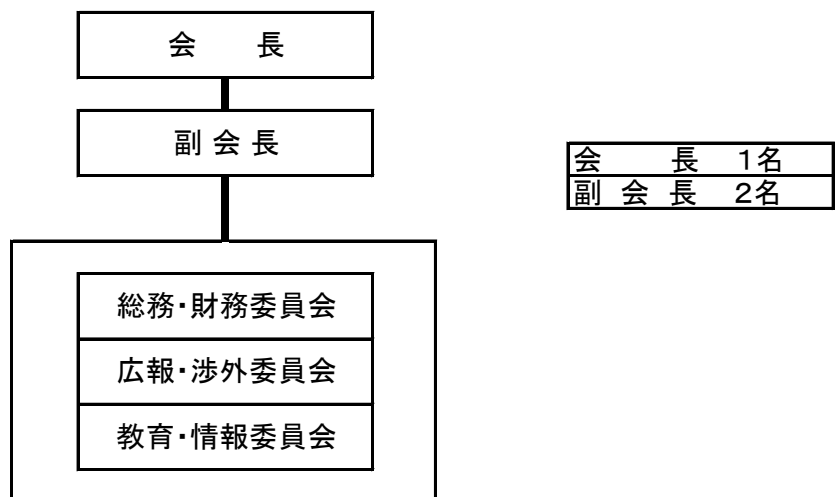 会　　長
副 会 長
会　　長　1名
副 会 長　2名
総務・財務委員会
広報・渉外委員会
教育・情報委員会